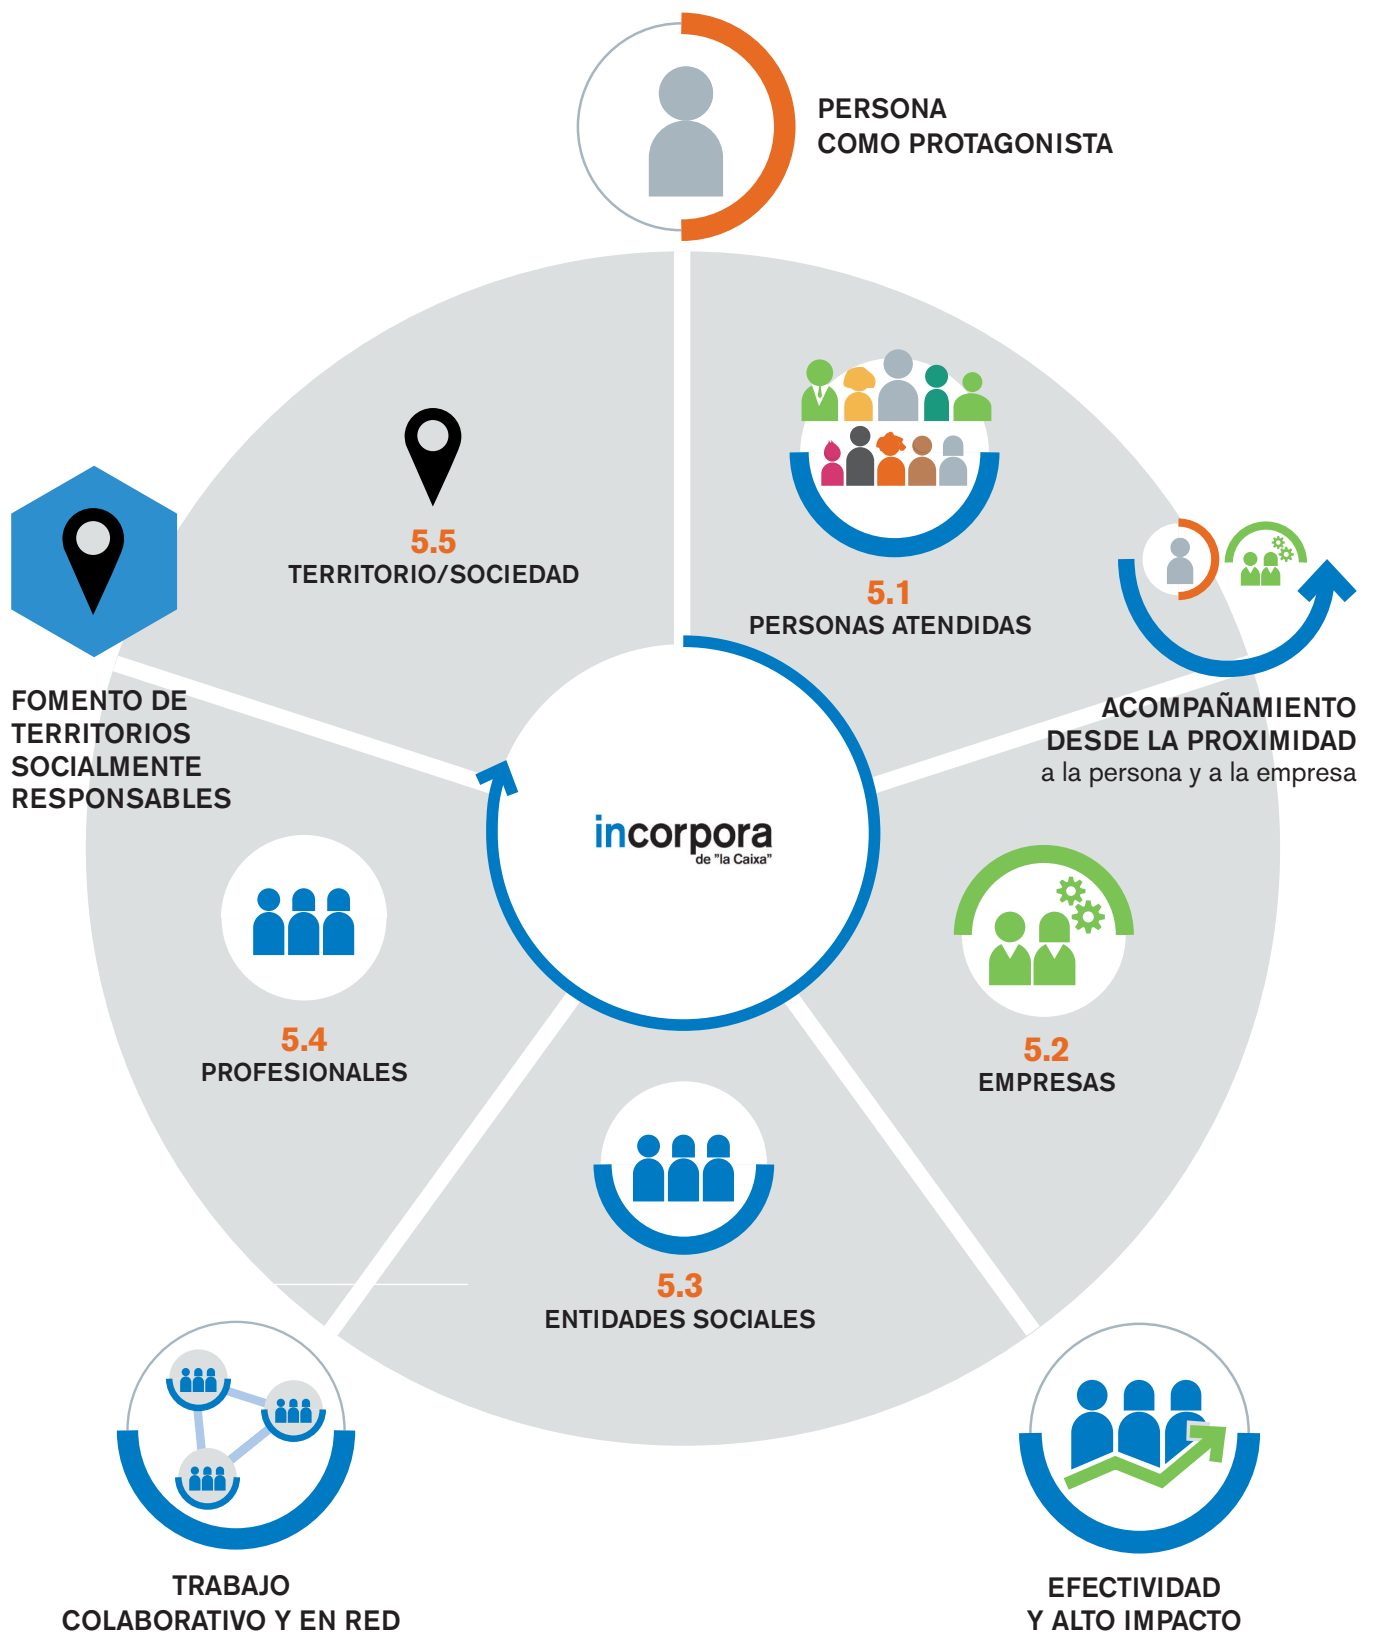 PERSONA
COMO PROTAGONISTA
5.5
TERRITORIO/SOCIEDAD
5.1
PERSONAS ATENDIDAS
FOMENTO DE
TERRITORIOS
SOCIALMENTE
RESPONSABLES
ACOMPAÑAMIENTO
DESDE LA PROXIMIDAD
a la persona y a la empresa
incorpora
de "la Caixa"
5.4
PROFESIONALES
5.2
EMPRESAS
5.3
ENTIDADES SOCIALES
TRABAJO
COLABORATIVO Y EN RED
EFECTIVIDAD
Y ALTO IMPACTO